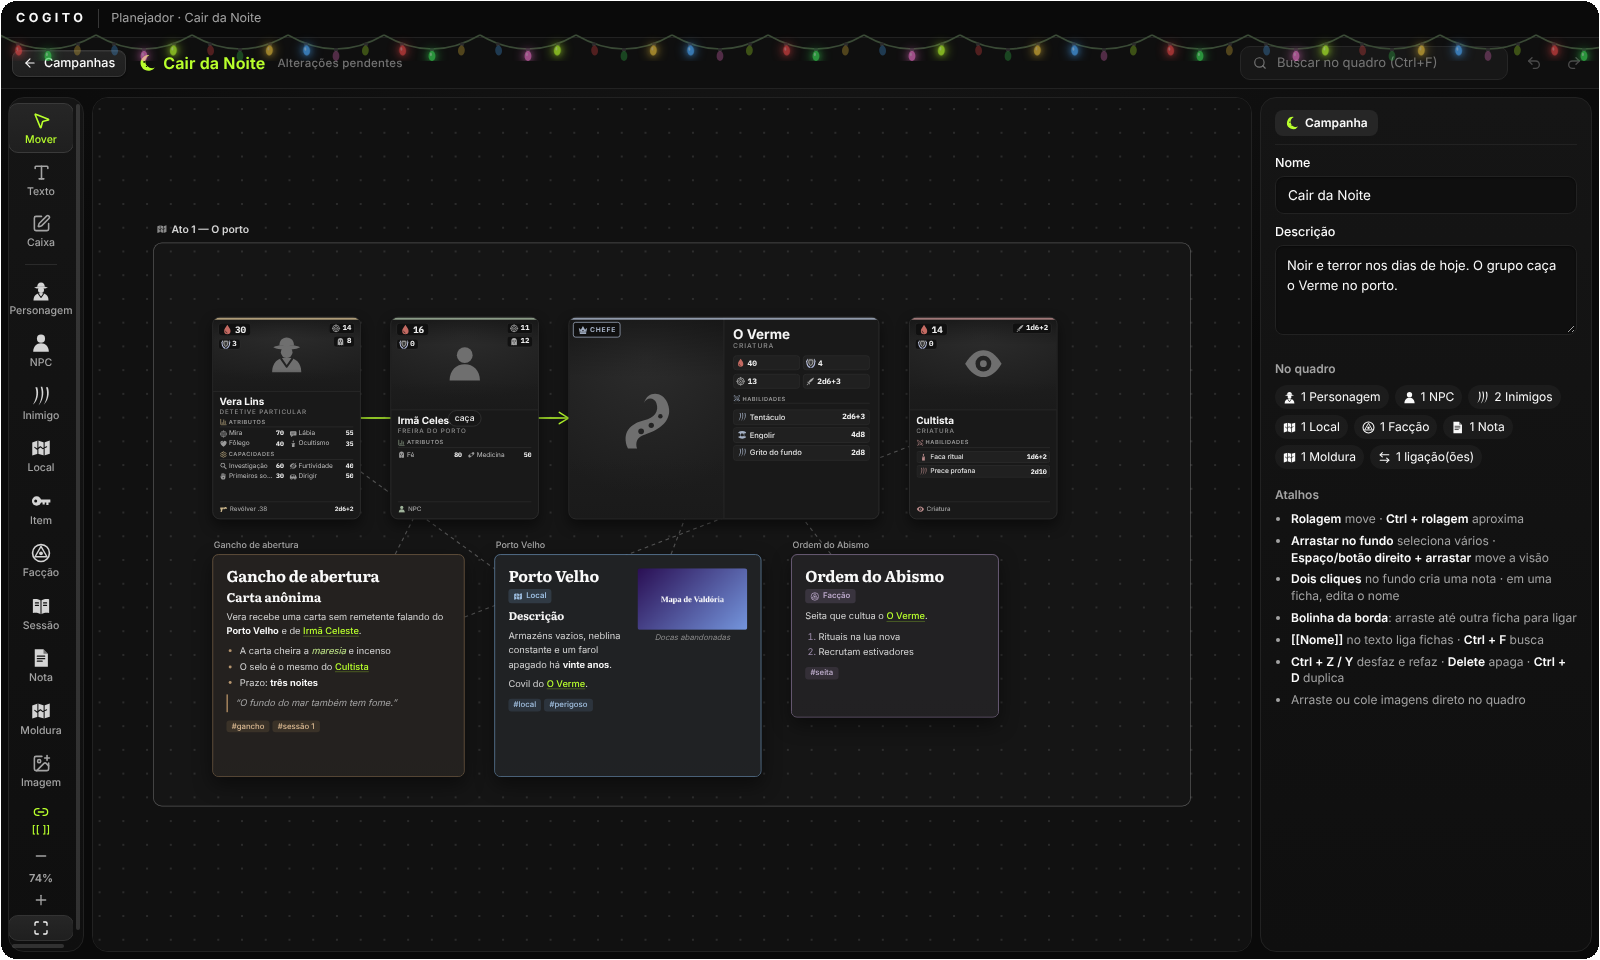 COGITO
Planejador · Cair da Noite
Campanhas
Cair da Noite
Alterações pendentes
Buscar no quadro (Ctrl+F)
Mover
Texto
Caixa
Personagem
NPC
Inimigo
Local
Item
Facção
Sessão
Nota
Moldura
Imagem
[[ ]]
74%
Ato 1 — O porto
30
14
3
8
Vera Lins
DETETIVE PARTICULAR
ATRIBUTOS
Mira 70 Lábia 55
Fôlego 40 Ocultismo 35
CAPACIDADES
Investigação 60 Furtividade 40
Primeiros so... 30 Dirigir 50
Revólver .38 2d6+2
16
11
0
12
Irmã Celes
caça
FREIRA DO PORTO
ATRIBUTOS
Fé 80 Medicina 50
NPC
CHEFE
O Verme
CRIATURA
40
4
13
2d6+3
HABILIDADES
Tentáculo 2d6+3
Engolir 4d8
Grito do fundo 2d8
14
1d6+2
0
Cultista
CRIATURA
HABILIDADES
Faca ritual 1d6+2
Prece profana 2d10
Criatura
Gancho de abertura
Gancho de abertura
Carta anônima
Vera recebe uma carta sem remetente falando do
Porto Velho e de Irmã Celeste.
• A carta cheira a maresia e incenso
• O selo é o mesmo do Cultista
• Prazo: três noites
"O fundo do mar também tem fome."
#gancho #sessão 1
Porto Velho
Porto Velho
Local
Descrição
Armazéns vazios, neblina
constante e um farol
apagado há vinte anos.
Covil do O Verme.
#local #perigoso
Mapa de Valdória
Docas abandonadas
Ordem do Abismo
Ordem do Abismo
Facção
Seita que cultua o O Verme.
1. Rituais na lua nova
2. Recrutam estivadores
#seita
Campanha
Nome
Cair da Noite
Descrição
Noir e terror nos dias de hoje. O grupo caça
o Verme no porto.
No quadro
1 Personagem
1 NPC
2 Inimigos
1 Local
1 Facção
1 Nota
1 Moldura
1 ligação(ões)
Atalhos
• Rolagem move · Ctrl + rolagem aproxima
• Arrastar no fundo seleciona vários ·
Espaço/botão direito + arrastar move a visão
• Dois cliques no fundo cria uma nota · em uma
ficha, edita o nome
• Bolinha da borda: arraste até outra ficha para ligar
• [[Nome]] no texto liga fichas · Ctrl + F busca
• Ctrl + Z / Y desfaz e refaz · Delete apaga · Ctrl +
D duplica
• Arraste ou cole imagens direto no quadro